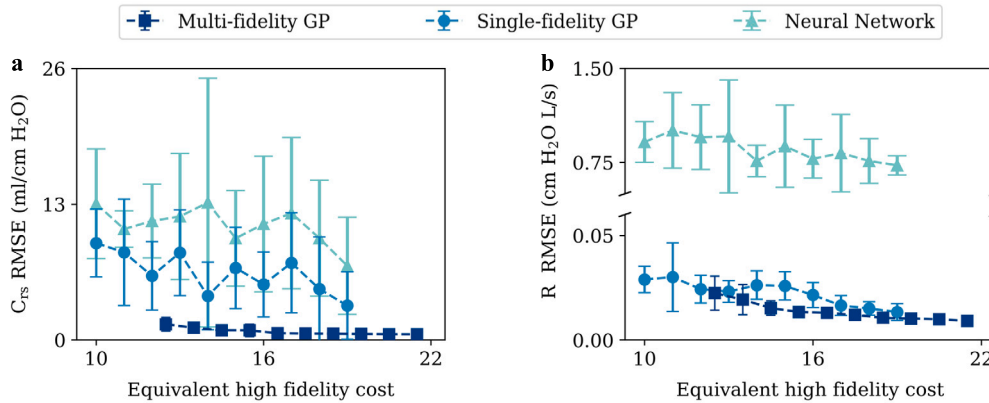 Multi-fidelity GP Single-fidelity GP Neural Network
a
26
13
0
C_rs RMSE (ml/cm H₂O)
10 16 22
Equivalent high fidelity cost
b
1.50
0.75
0.05
0.00
R RMSE (cm H₂O L/s)
10 16 22
Equivalent high fidelity cost